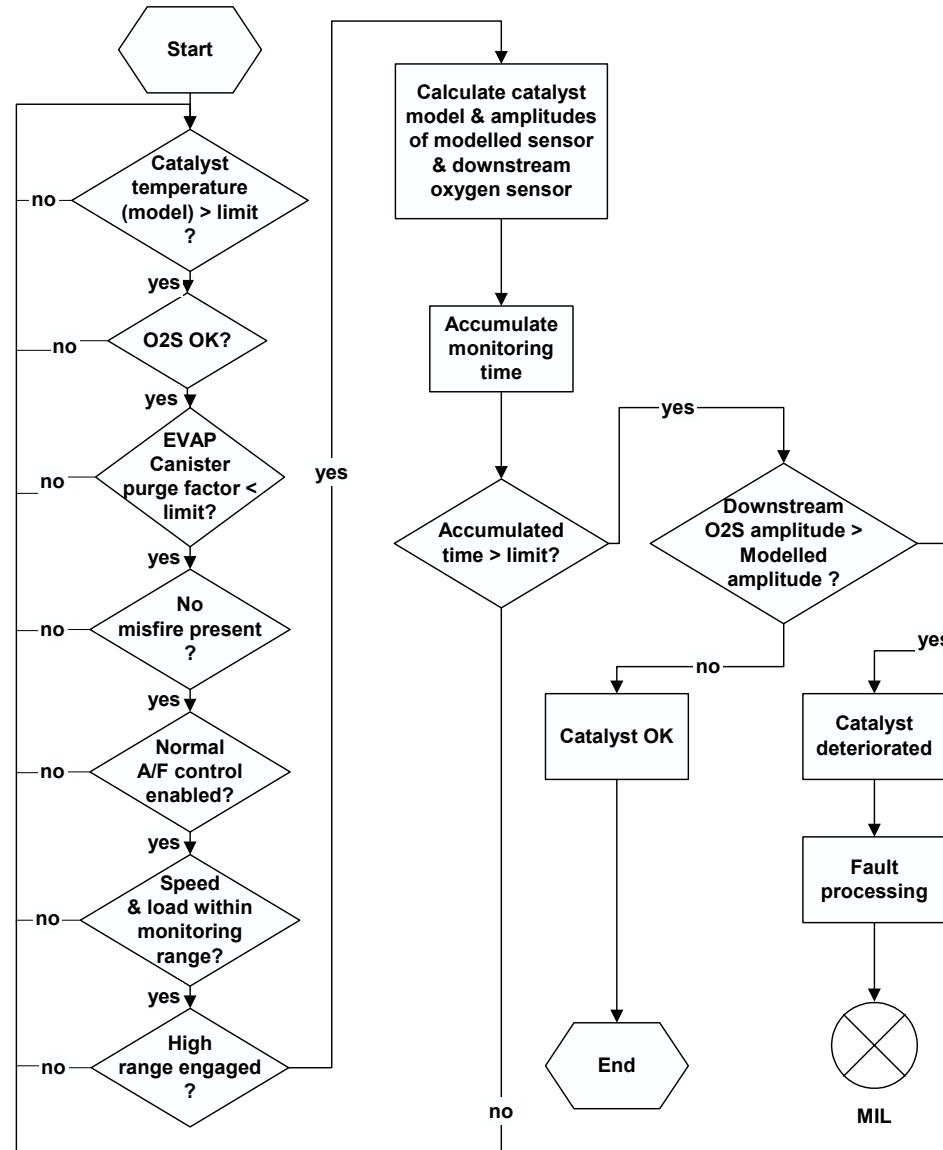 Start
Catalyst
temperature
(model) > limit
?
no
yes
O2S OK?
no
yes
EVAP
Canister
purge factor <
limit?
no
yes
No
misfire present
?
no
yes
Normal
A/F control
enabled?
no
yes
Speed
& load within
monitoring
range?
no
yes
High
range engaged
?
no
yes
Calculate catalyst
model & amplitudes
of modelled sensor
& downstream
oxygen sensor
Accumulate
monitoring
time
Accumulated
time > limit?
yes
no
Downstream
O2S amplitude >
Modelled
amplitude ?
no
yes
Catalyst OK
End
Catalyst
deteriorated
Fault
processing
MIL